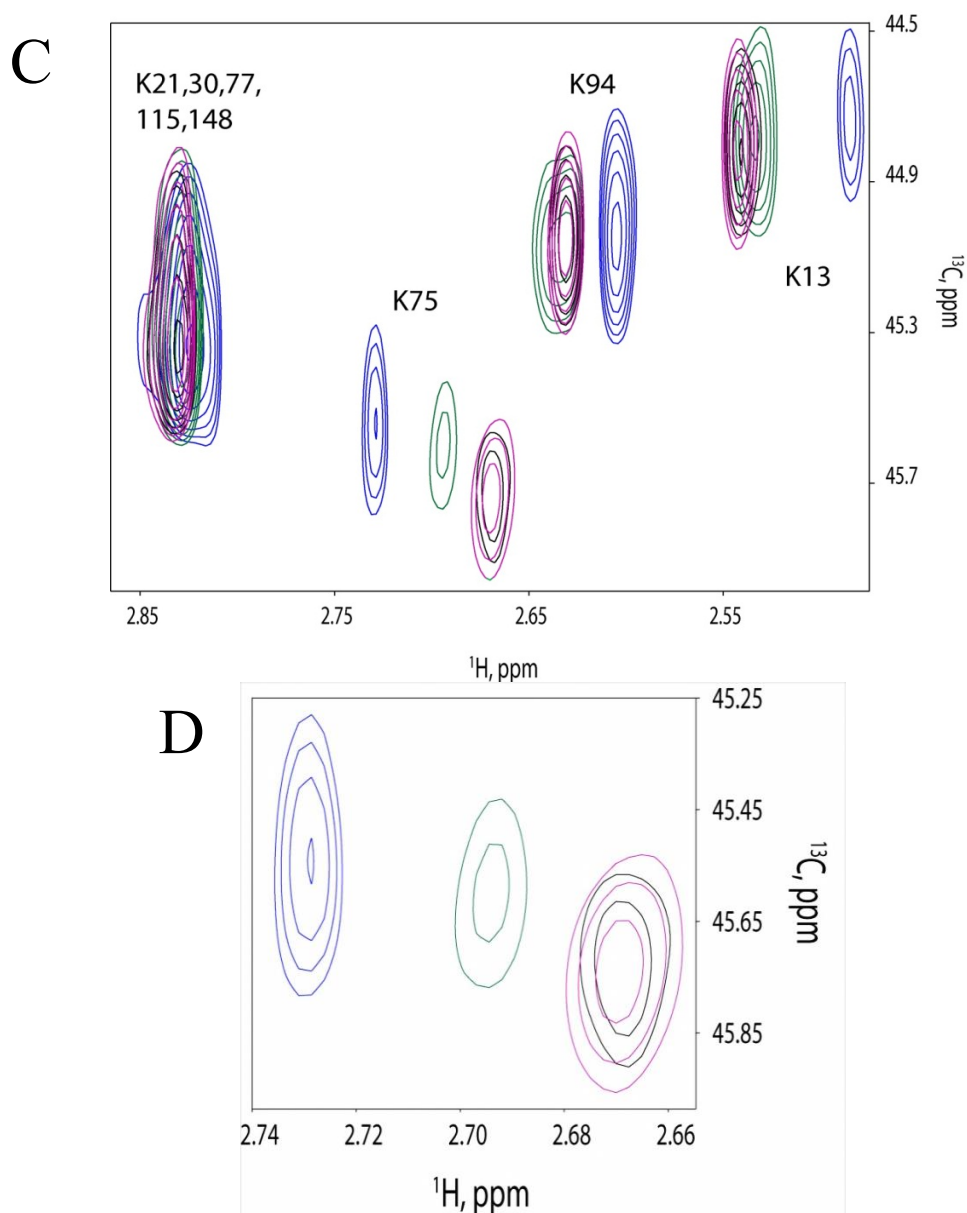 C
K21,30,77,
115,148
K94
K75
K13
44.5
44.9
45.3
45.7
¹³C, ppm
2.85
2.75
2.65
2.55
¹H, ppm
D
45.25
45.45
45.65
45.85
¹³C, ppm
2.74
2.72
2.70
2.68
2.66
¹H, ppm